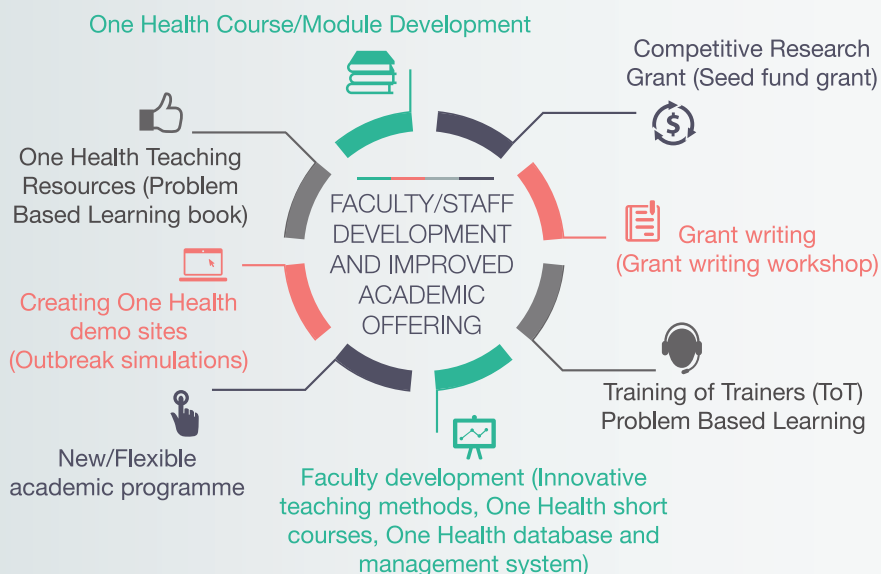 One Health Course/Module Development
Competitive Research
Grant (Seed fund grant)
$
One Health Teaching
Resources (Problem
Based Learning book)
FACULTY/STAFF
DEVELOPMENT
AND IMPROVED
ACADEMIC
OFFERING
Grant writing
(Grant writing workshop)
Creating One Health
demo sites
(Outbreak simulations)
Training of Trainers (ToT)
Problem Based Learning
New/Flexible
academic programme
Faculty development (Innovative
teaching methods, One Health short
courses, One Health database and
management system)